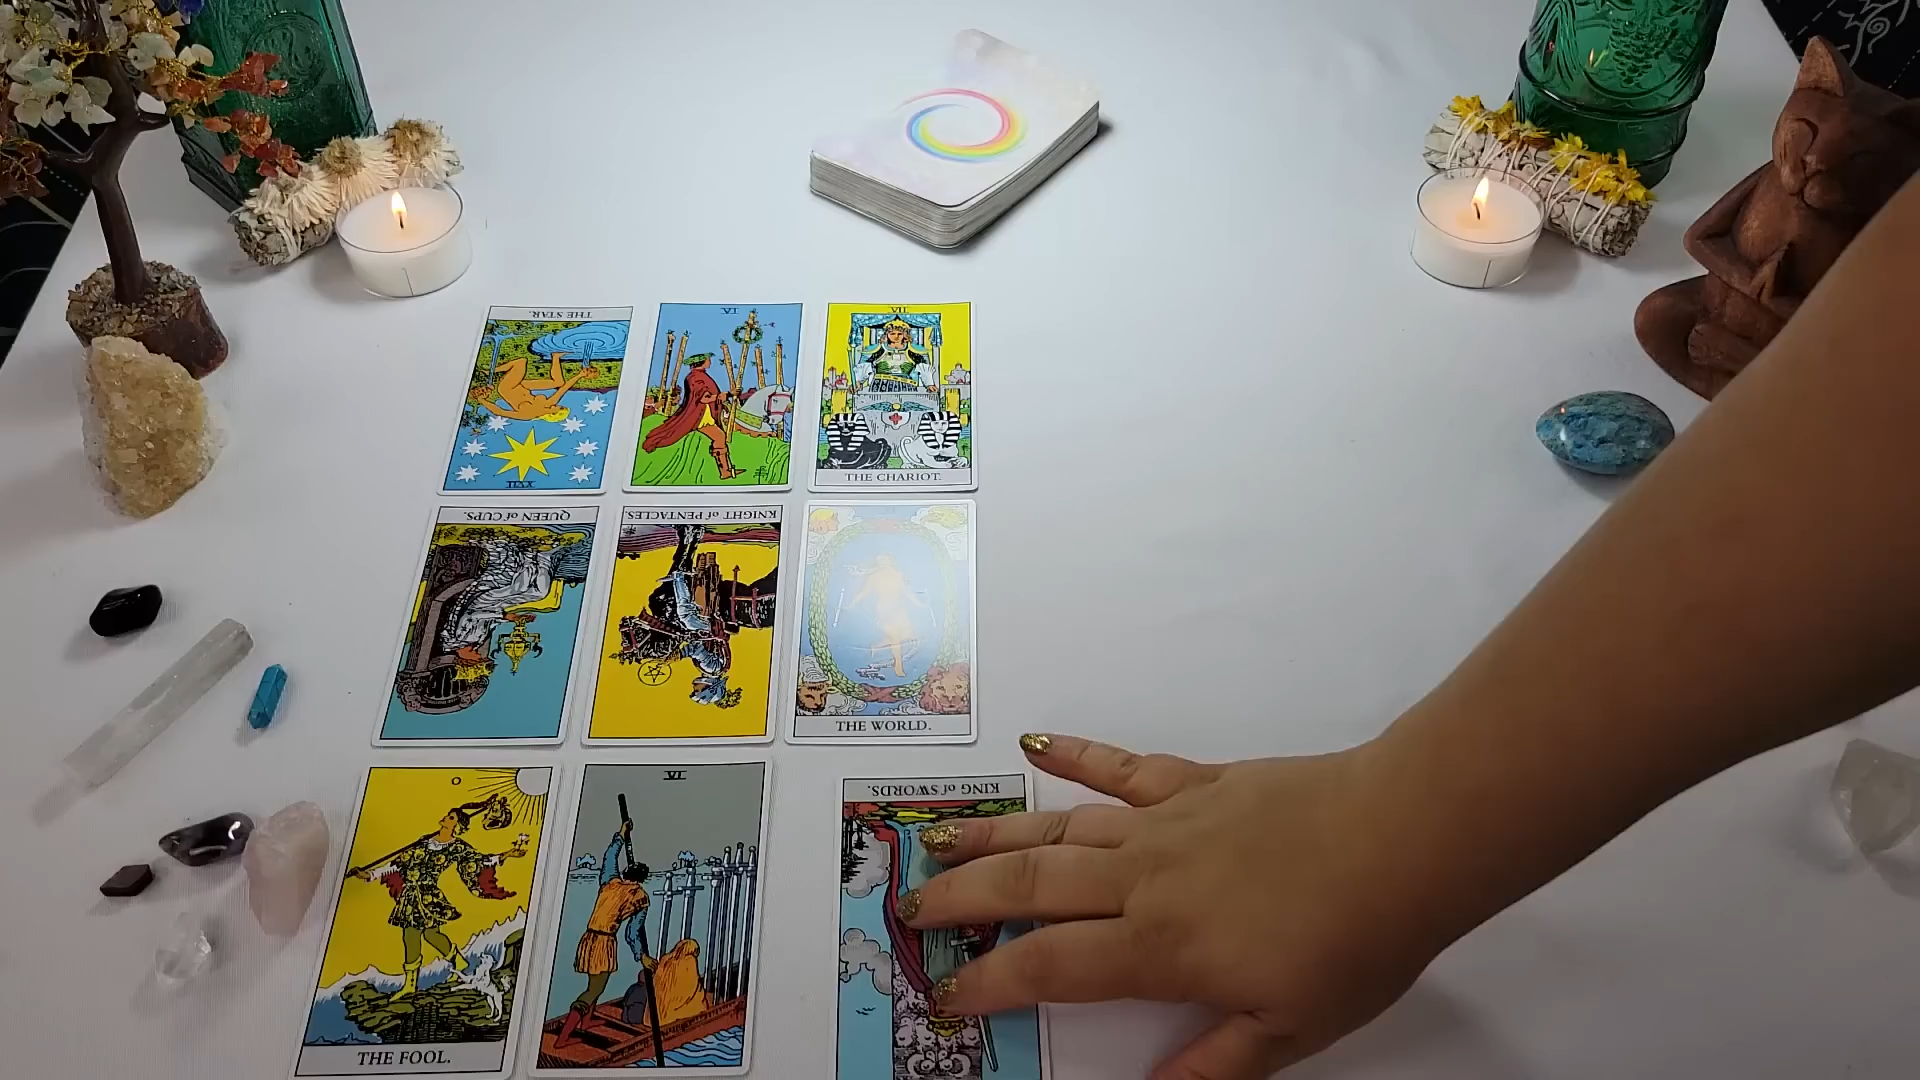 THE STAR.
XVII
VI
VII
THE CHARIOT.
QUEEN of CUPS.
KNIGHT of PENTACLES.
THE WORLD.
0
THE FOOL.
VI
KING of SWORDS.